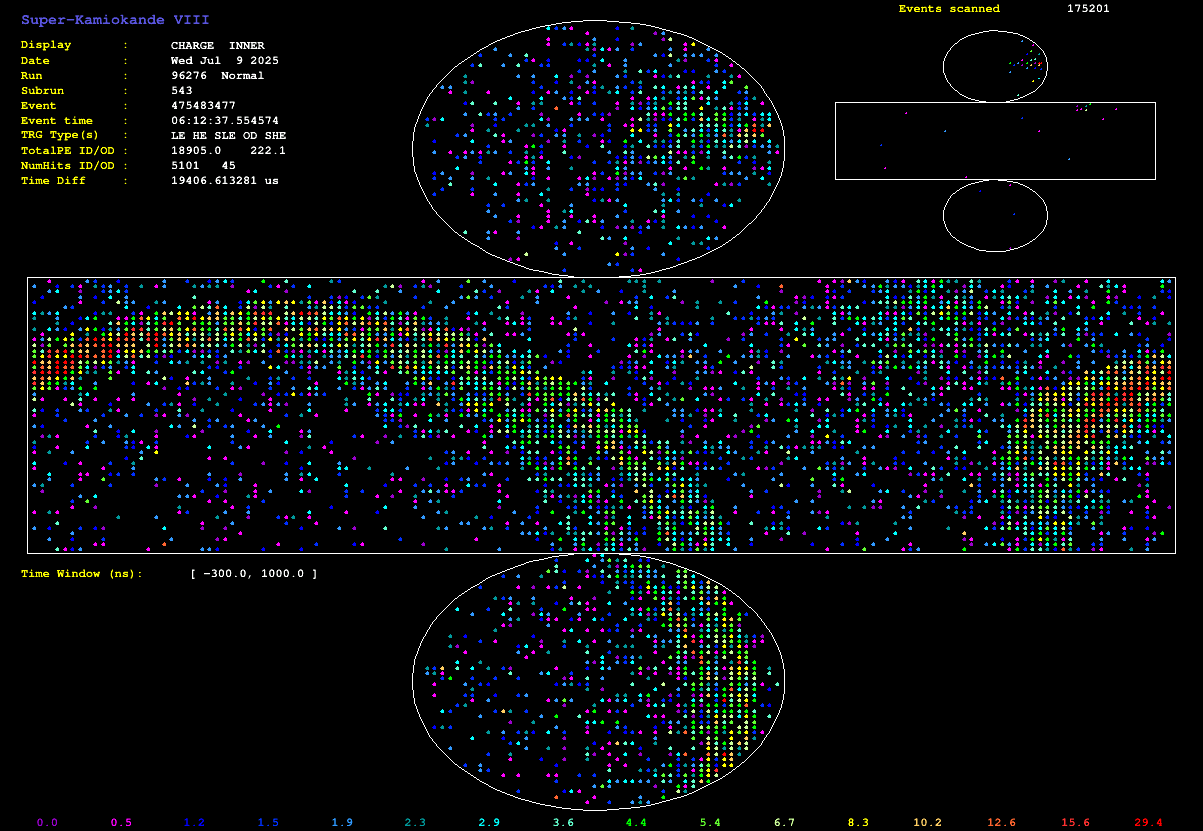 Super-Kamiokande VIII
Events scanned 175201
Display : CHARGE INNER
Date : Wed Jul 9 2025
Run : 96276 Normal
Subrun : 543
Event : 475483477
Event time : 06:12:37.554574
TRG Type(s) : LE HE SLE OD SHE
TotalPE ID/OD : 18905.0 222.1
NumHits ID/OD : 5101 45
Time Diff : 19406.613281 us
Time Window (ns): [ -300.0, 1000.0 ]
0.0 0.5 1.2 1.5 1.9 2.3 2.9 3.6 4.4 5.4 6.7 8.3 10.2 12.6 15.6 29.4